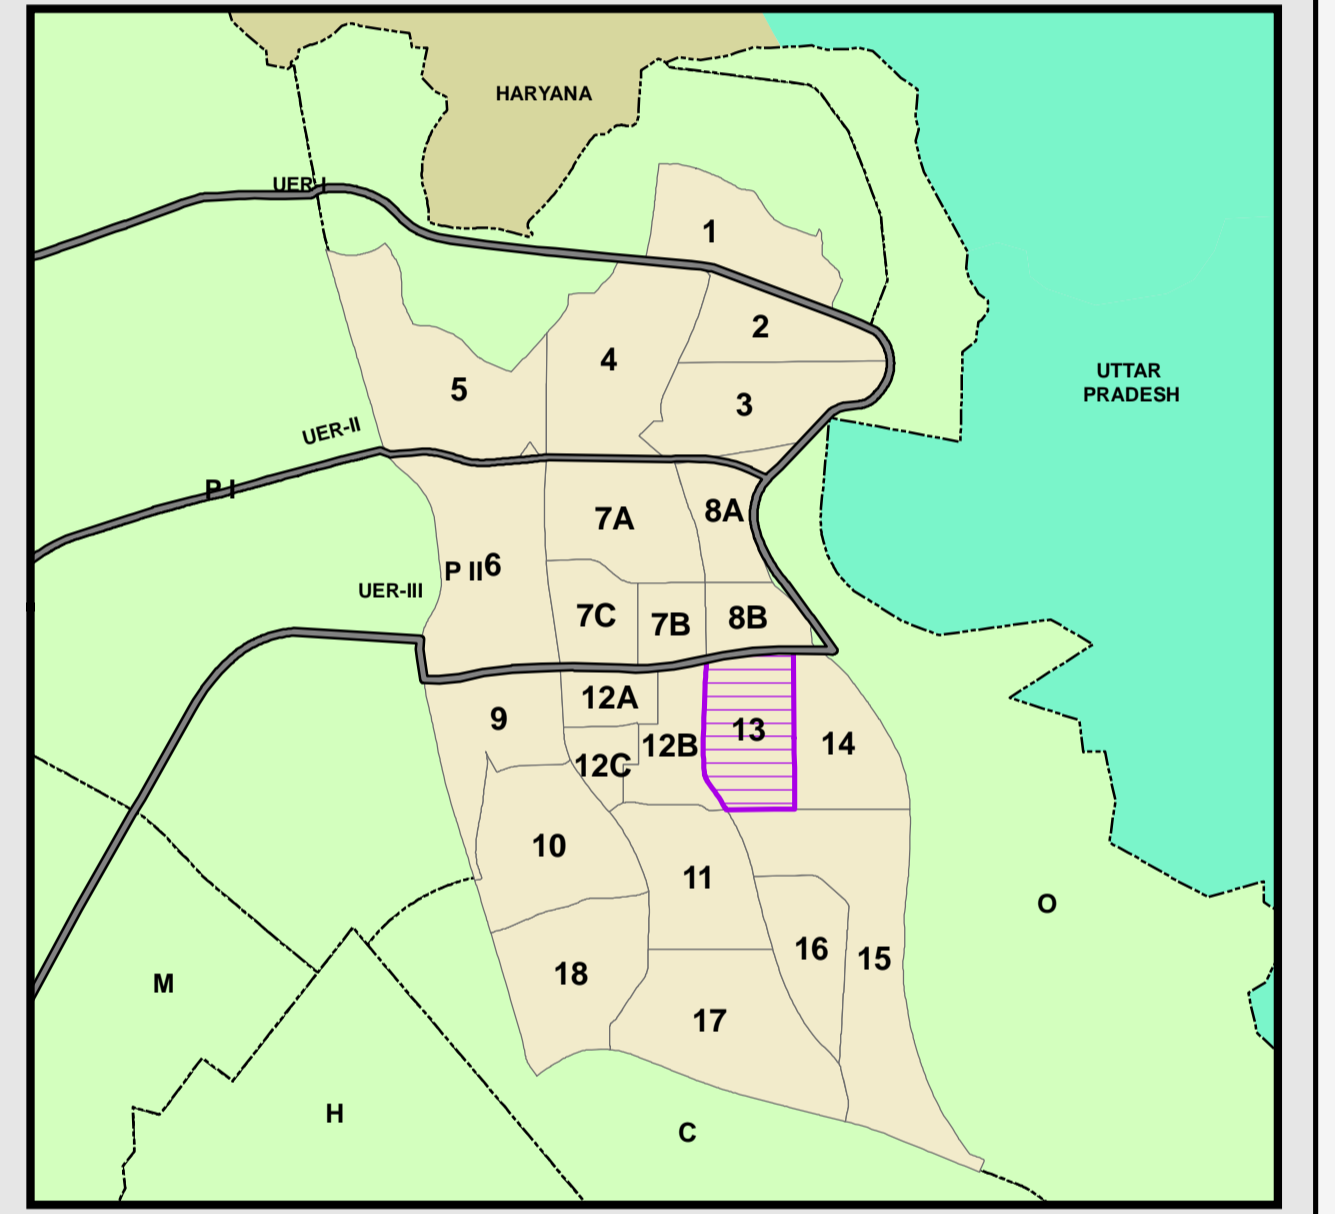 HARYANA
UER-I
1
2
4
UTTAR
PRADESH
5
3
UER-II
P I
8A
7A
P II6
UER-III
7C
7B
8B
12A
9
13
12B
14
12C
10
11
O
16
15
18
M
17
H
C